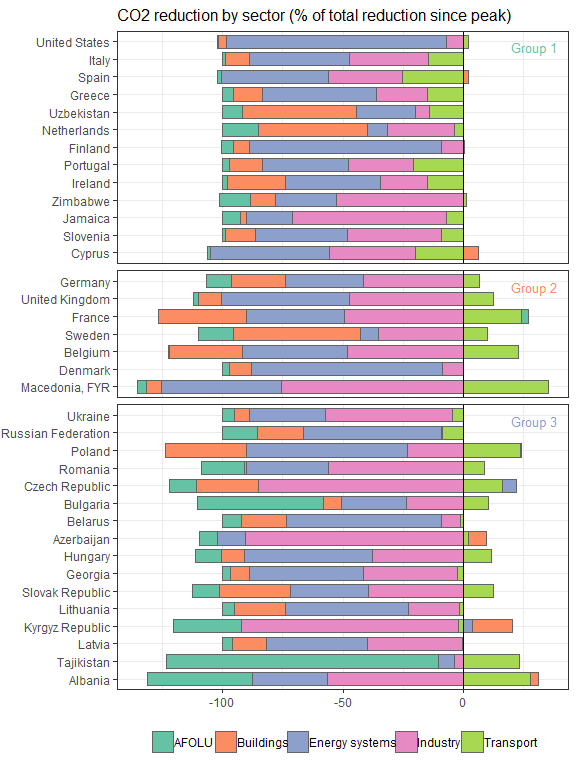 CO2 reduction by sector (% of total reduction since peak)
Group 1
United States
Italy
Spain
Greece
Uzbekistan
Netherlands
Finland
Portugal
Ireland
Zimbabwe
Jamaica
Slovenia
Cyprus
Group 2
Germany
United Kingdom
France
Sweden
Belgium
Denmark
Macedonia, FYR
Group 3
Ukraine
Russian Federation
Poland
Romania
Czech Republic
Bulgaria
Belarus
Azerbaijan
Hungary
Georgia
Slovak Republic
Lithuania
Kyrgyz Republic
Latvia
Tajikistan
Albania
-100 -50 0
AFOLU Buildings Energy systems Industry Transport